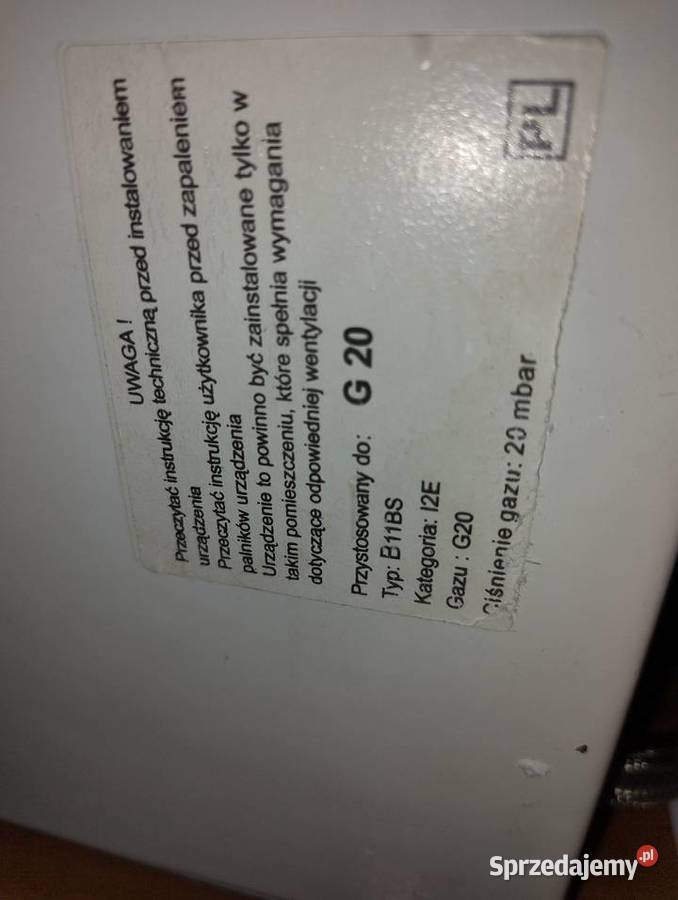 UWAGA !
Przeczytać instrukcję techniczną przed instalowaniem
urządzenia
Przeczytać instrukcję użytkownika przed zapaleniem
palników urządzenia
Urządzenie to powinno być zainstalowane tylko w
takim pomieszczeniu, które spełnia wymagania
dotyczące odpowiedniej wentylacji
Przystosowany do: G 20
Typ: B11BS
Kategoria: I2E
Gazu : G20
Ciśnienie gazu: 20 mbar
PL
Sprzedajemy.pl